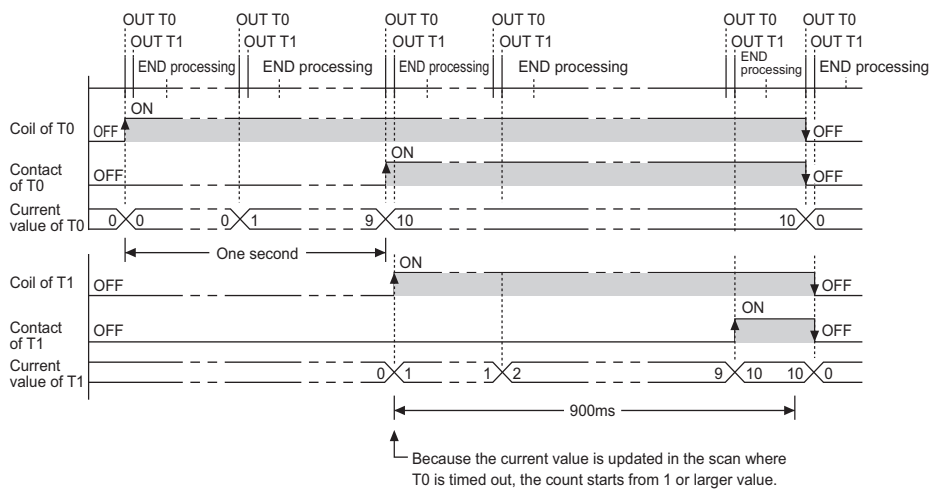 OUT T0 OUT T0 OUT T0 OUT T0 OUT T0 OUT T0
OUT T1 OUT T1 OUT T1 OUT T1 OUT T1 OUT T1
END processing END processing END processing END processing END processing END processing
ON
Coil of T0 OFF OFF
ON
Contact of T0 OFF OFF
Current value of T0 0 0 0 1 9 10 10 0
One second
ON
Coil of T1 OFF OFF
ON
Contact of T1 OFF OFF
Current value of T1 0 1 1 2 9 10 10 0
900ms
Because the current value is updated in the scan where
T0 is timed out, the count starts from 1 or larger value.